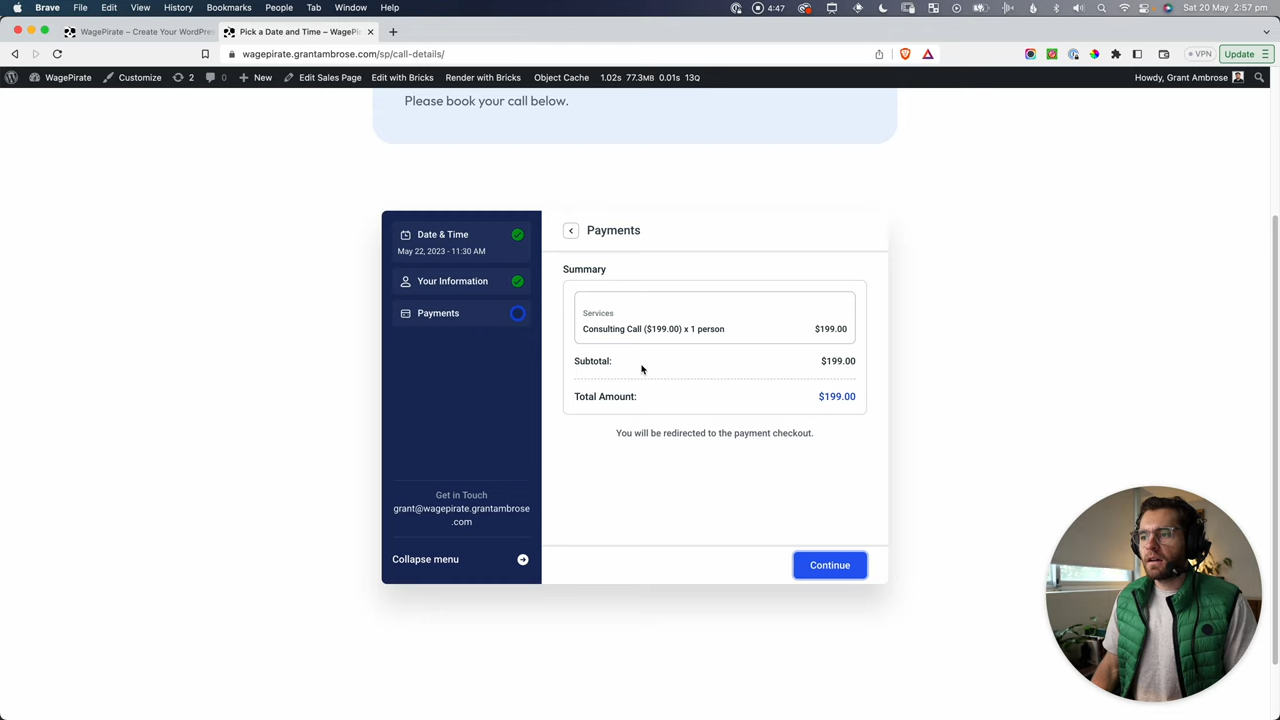 Brave File Edit View History Bookmarks People Tab Window Help
4:47
Sat 20 May 2:57 pm
WagePirate – Create Your WordPres
Pick a Date and Time – WagePi
wagepirate.grantambrose.com/sp/call-details/
VPN
Update
WagePirate Customize 2 0 New Edit Sales Page Edit with Bricks Render with Bricks Object Cache 1.02s 77.3MB 0.01s 13Q
Howdy, Grant Ambrose
Please book your call below.
Date & Time
May 22, 2023 - 11:30 AM
Your Information
Payments
Get in Touch
grant@wagepirate.grantambrose
.com
Collapse menu
Payments
Summary
Services
Consulting Call ($199.00) x 1 person $199.00
Subtotal: $199.00
Total Amount: $199.00
You will be redirected to the payment checkout.
Continue